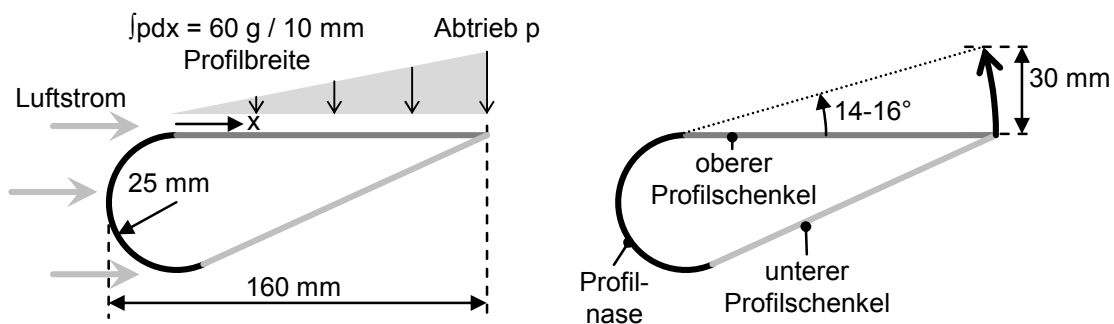 ∫pdx = 60 g / 10 mm
Profilbreite
Abtrieb p
Luftstrom
x
25 mm
160 mm
30 mm
14-16°
oberer
Profilschenkel
Profil-
nase
unterer
Profilschenkel